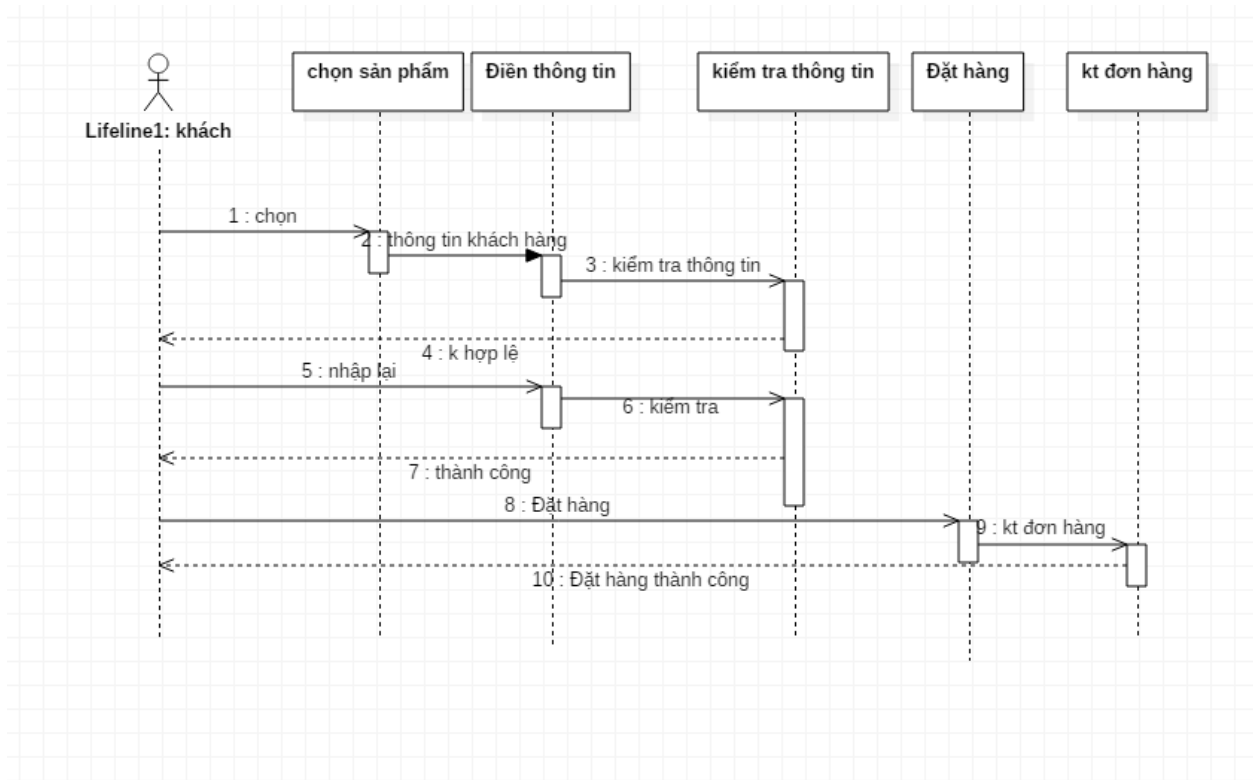 chọn sản phẩm
Điền thông tin
kiểm tra thông tin
Đặt hàng
kt đơn hàng
Lifeline1: khách
1 : chọn
2 : thông tin khách hàng
3 : kiểm tra thông tin
4 : k hợp lệ
5 : nhập lại
6 : kiểm tra
7 : thành công
8 : Đặt hàng
9 : kt đơn hàng
10 : Đặt hàng thành công